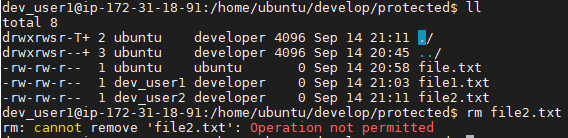 dev_user1@ip-172-31-18-91:/home/ubuntu/develop/protected$ ll
total 8
drwxrwsr-T+ 2 ubuntu    developer 4096 Sep 14 21:11 ./
drwxrwsr--+ 3 ubuntu    developer 4096 Sep 14 20:45 ../
-rw-rw-r--  1 ubuntu    ubuntu       0 Sep 14 20:58 file.txt
-rw-rw-r--  1 dev_user1 developer    0 Sep 14 21:03 file1.txt
-rw-rw-r--  1 dev_user2 developer    0 Sep 14 21:11 file2.txt
dev_user1@ip-172-31-18-91:/home/ubuntu/develop/protected$ rm file2.txt
rm: cannot remove 'file2.txt': Operation not permitted